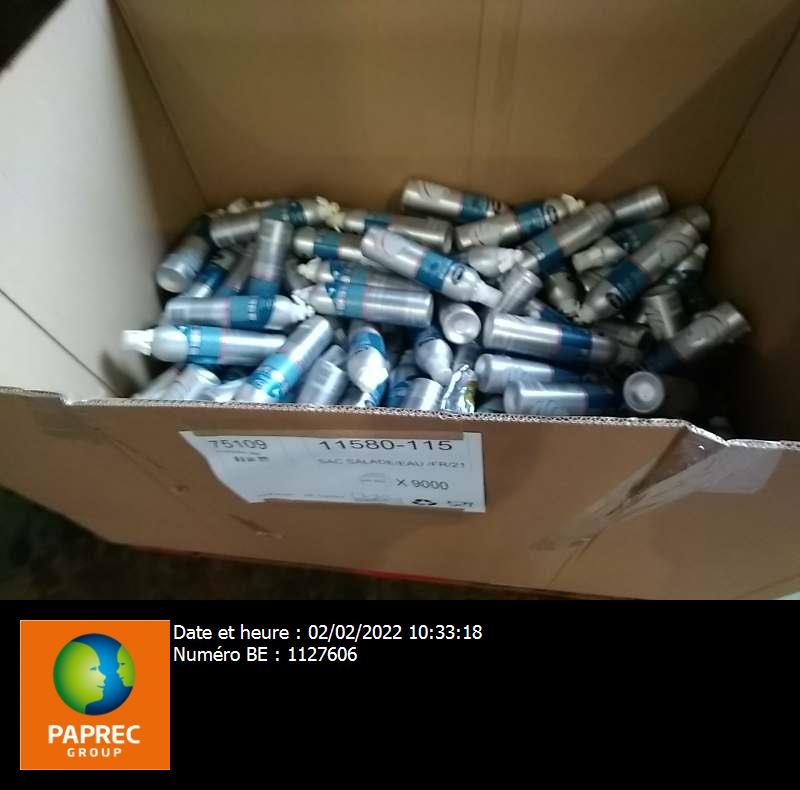 75109
11580-115
SAC SALADE/EAU /FR/21
X 9000
Date et heure : 02/02/2022 10:33:18
Numéro BE : 1127606
PAPREC
GROUP